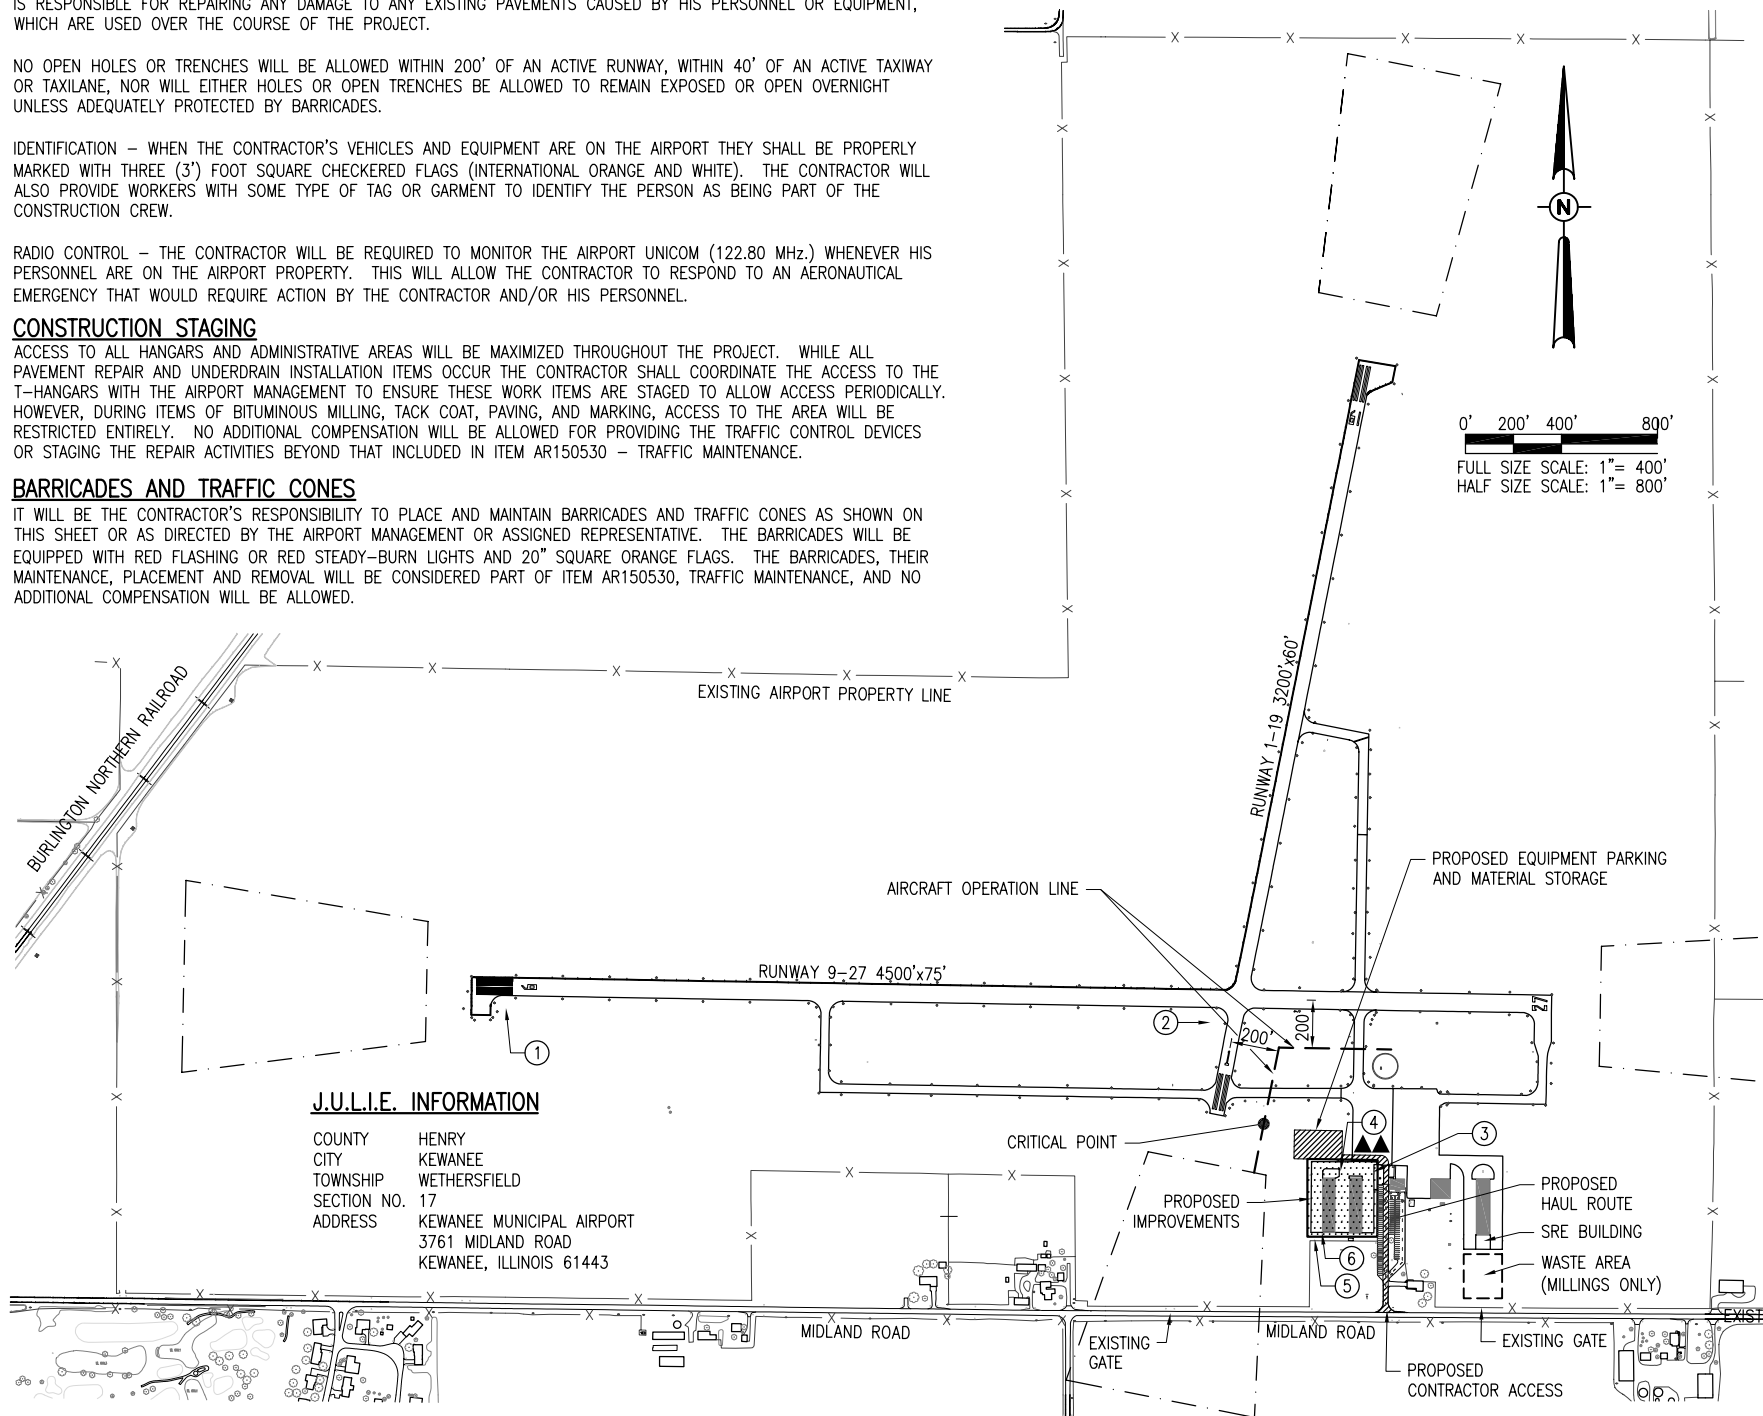 IS RESPONSIBLE FOR REPAIRING ANY DAMAGE TO ANY EXISTING PAVEMENTS CAUSED BY HIS PERSONNEL OR EQUIPMENT,
WHICH ARE USED OVER THE COURSE OF THE PROJECT.
NO OPEN HOLES OR TRENCHES WILL BE ALLOWED WITHIN 200' OF AN ACTIVE RUNWAY, WITHIN 40' OF AN ACTIVE TAXIWAY
OR TAXILANE, NOR WILL EITHER HOLES OR OPEN TRENCHES BE ALLOWED TO REMAIN EXPOSED OR OPEN OVERNIGHT
UNLESS ADEQUATELY PROTECTED BY BARRICADES.
IDENTIFICATION – WHEN THE CONTRACTOR'S VEHICLES AND EQUIPMENT ARE ON THE AIRPORT THEY SHALL BE PROPERLY
MARKED WITH THREE (3') FOOT SQUARE CHECKERED FLAGS (INTERNATIONAL ORANGE AND WHITE). THE CONTRACTOR WILL
ALSO PROVIDE WORKERS WITH SOME TYPE OF TAG OR GARMENT TO IDENTIFY THE PERSON AS BEING PART OF THE
CONSTRUCTION CREW.
RADIO CONTROL – THE CONTRACTOR WILL BE REQUIRED TO MONITOR THE AIRPORT UNICOM (122.80 MHz.) WHENEVER HIS
PERSONNEL ARE ON THE AIRPORT PROPERTY. THIS WILL ALLOW THE CONTRACTOR TO RESPOND TO AN AERONAUTICAL
EMERGENCY THAT WOULD REQUIRE ACTION BY THE CONTRACTOR AND/OR HIS PERSONNEL.
CONSTRUCTION STAGING
ACCESS TO ALL HANGARS AND ADMINISTRATIVE AREAS WILL BE MAXIMIZED THROUGHOUT THE PROJECT. WHILE ALL
PAVEMENT REPAIR AND UNDERDRAIN INSTALLATION ITEMS OCCUR THE CONTRACTOR SHALL COORDINATE THE ACCESS TO THE
T–HANGARS WITH THE AIRPORT MANAGEMENT TO ENSURE THESE WORK ITEMS ARE STAGED TO ALLOW ACCESS PERIODICALLY.
HOWEVER, DURING ITEMS OF BITUMINOUS MILLING, TACK COAT, PAVING, AND MARKING, ACCESS TO THE AREA WILL BE
RESTRICTED ENTIRELY. NO ADDITIONAL COMPENSATION WILL BE ALLOWED FOR PROVIDING THE TRAFFIC CONTROL DEVICES
OR STAGING THE REPAIR ACTIVITIES BEYOND THAT INCLUDED IN ITEM AR150530 – TRAFFIC MAINTENANCE.
BARRICADES AND TRAFFIC CONES
IT WILL BE THE CONTRACTOR'S RESPONSIBILITY TO PLACE AND MAINTAIN BARRICADES AND TRAFFIC CONES AS SHOWN ON
THIS SHEET OR AS DIRECTED BY THE AIRPORT MANAGEMENT OR ASSIGNED REPRESENTATIVE. THE BARRICADES WILL BE
EQUIPPED WITH RED FLASHING OR RED STEADY–BURN LIGHTS AND 20" SQUARE ORANGE FLAGS. THE BARRICADES, THEIR
MAINTENANCE, PLACEMENT AND REMOVAL WILL BE CONSIDERED PART OF ITEM AR150530, TRAFFIC MAINTENANCE, AND NO
ADDITIONAL COMPENSATION WILL BE ALLOWED.
N
0' 200' 400' 800'
FULL SIZE SCALE: 1"= 400'
HALF SIZE SCALE: 1"= 800'
BURLINGTON NORTHERN RAILROAD
EXISTING AIRPORT PROPERTY LINE
RUNWAY 1–19 3200'x60'
PROPOSED EQUIPMENT PARKING
AND MATERIAL STORAGE
AIRCRAFT OPERATION LINE
RUNWAY 9–27 4500'x75'
27
1
2
200'
200'
J.U.L.I.E. INFORMATION
COUNTY HENRY
CITY KEWANEE
TOWNSHIP WETHERSFIELD
SECTION NO. 17
ADDRESS KEWANEE MUNICIPAL AIRPORT
3761 MIDLAND ROAD
KEWANEE, ILLINOIS 61443
CRITICAL POINT
4
3
PROPOSED
IMPROVEMENTS
PROPOSED
HAUL ROUTE
SRE BUILDING
6
5
WASTE AREA
(MILLINGS ONLY)
MIDLAND ROAD
EXISTING
GATE
MIDLAND ROAD
EXISTING GATE
EXIST
PROPOSED
CONTRACTOR ACCESS